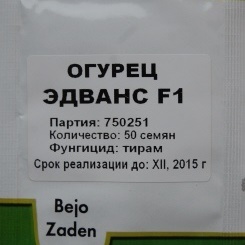 ОГУРЕЦ
ЭДВАНС F1
Партия: 750251
Количество: 50 семян
Фунгицид: тирам
Срок реализации до: XII, 2015 г
Bejo
Zaden